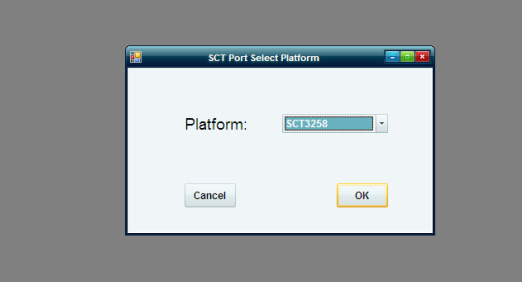 SCT Port Select Platform
Platform:
SCT3258
Cancel
OK